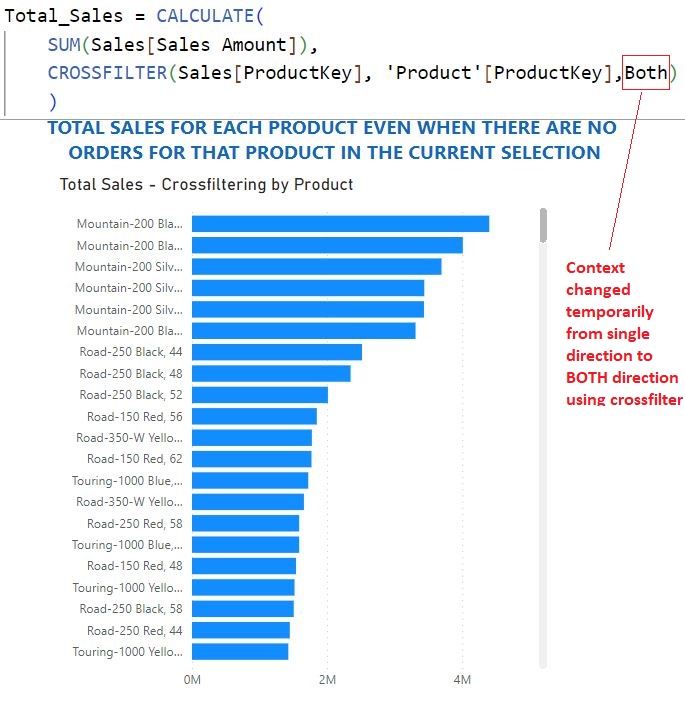 Total_Sales = CALCULATE(
SUM(Sales[Sales Amount]),
CROSSFILTER(Sales[ProductKey], 'Product'[ProductKey],Both)
)
TOTAL SALES FOR EACH PRODUCT EVEN WHEN THERE ARE NO
ORDERS FOR THAT PRODUCT IN THE CURRENT SELECTION
Total Sales - Crossfiltering by Product
Mountain-200 Bla...
Mountain-200 Bla...
Mountain-200 Silv...
Mountain-200 Silv...
Mountain-200 Silv...
Mountain-200 Bla...
Road-250 Black, 44
Road-250 Black, 48
Road-250 Black, 52
Road-150 Red, 56
Road-350-W Yello...
Road-150 Red, 62
Touring-1000 Blue,...
Road-350-W Yello...
Road-250 Red, 58
Touring-1000 Blue,...
Road-150 Red, 48
Touring-1000 Yello...
Road-250 Black, 58
Road-250 Red, 44
Touring-1000 Yello...
0M 2M 4M
Context
changed
temporarily
from single
direction to
BOTH direction
using crossfilter